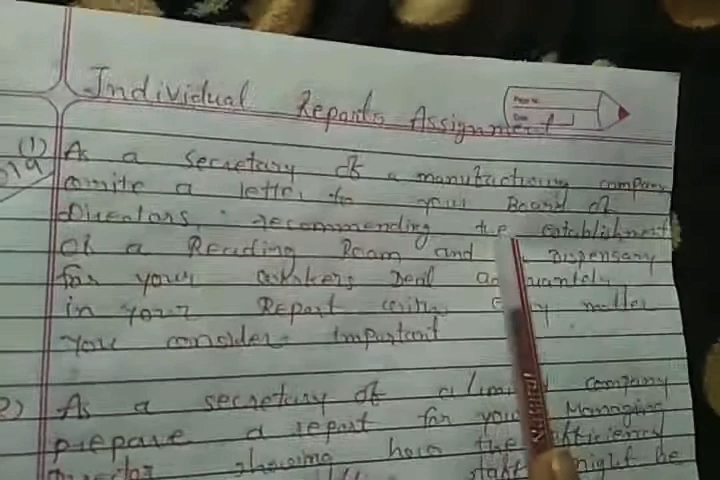 Individual Reports Assignment
(1) As a secretary of a manufacturing company
write a letter to your Board of
Directors, recommending the establishment
of a Reading Room and Dispensary
for your workers Deal
in your Report with matter
you consider important
2) As a secretary of a limited company
prepare a report for your Managing
showing how the efficiency
staff might be